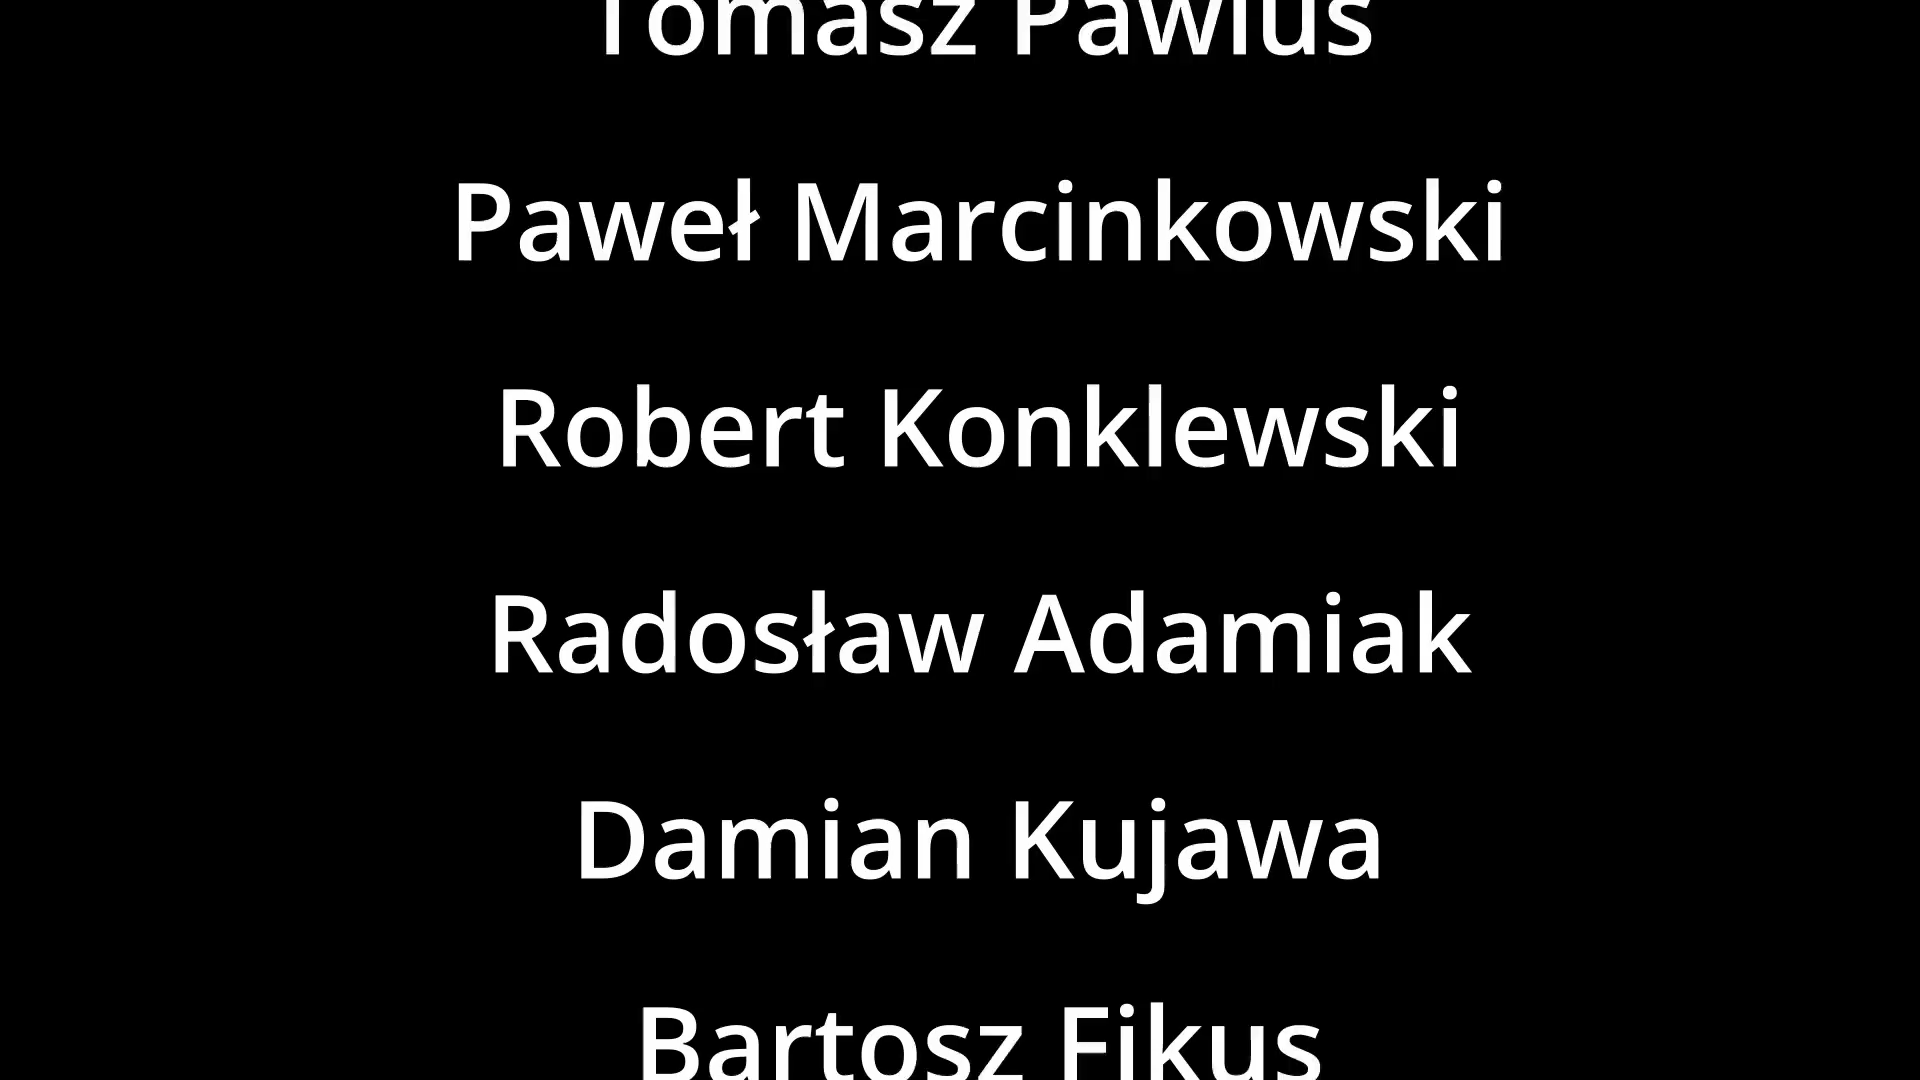 Tomasz Pawlus
Paweł Marcinkowski
Robert Konklewski
Radosław Adamiak
Damian Kujawa
Bartosz Fikus